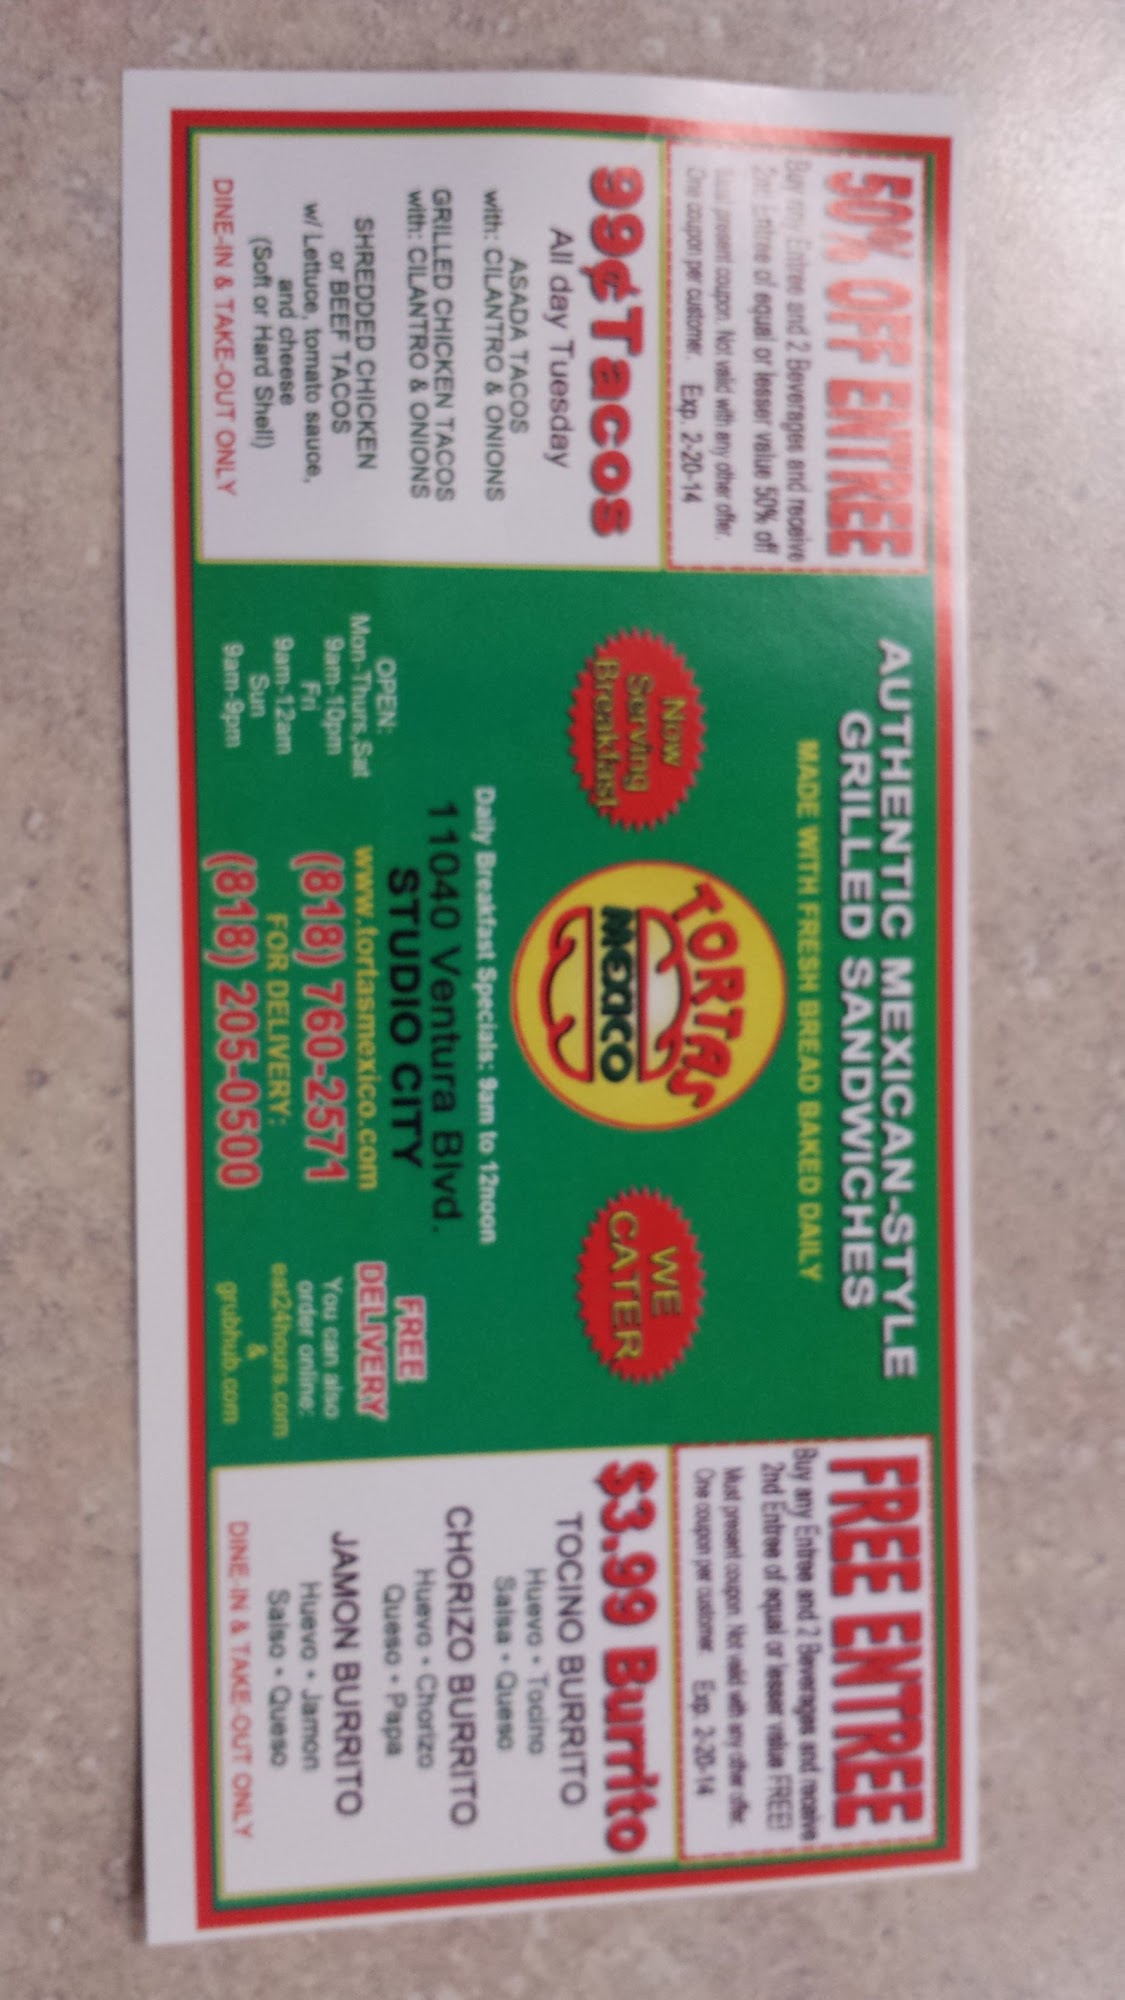 50% OFF ENTREE
Buy any Entree and 2 Beverages and receive
2nd Entree of equal or lesser value 50% off
Must present coupon. Not valid with any other offer.
One coupon per customer. Exp. 2-20-14
99¢ Tacos
All day Tuesday
ASADA TACOS
with: CILANTRO & ONIONS
GRILLED CHICKEN TACOS
with: CILANTRO & ONIONS
SHREDDED CHICKEN
or BEEF TACOS
w/ Lettuce, tomato sauce,
and cheese
(Soft or Hard Shell)
DINE-IN & TAKE-OUT ONLY
AUTHENTIC MEXICAN-STYLE
GRILLED SANDWICHES
MADE WITH FRESH BREAD BAKED DAILY
Now
Serving
Breakfast
TORTAS
MEXICO
WE
CATER
Daily Breakfast Specials: 9am to 12noon
11040 Ventura Blvd.
STUDIO CITY
www.tortasmexico.com
(818) 760-2571
FOR DELIVERY:
(818) 205-0500
OPEN:
Mon-Thurs, Sat
9am-10pm
Fri
9am-12am
Sun
9am-9pm
FREE
DELIVERY
You can also
order online:
eat24hours.com
&
grubhub.com
FREE ENTREE
Buy any Entree and 2 Beverages and receive
2nd Entree of equal or lesser value FREE!
Must present coupon. Not valid with any other offer.
One coupon per customer. Exp. 2-20-14
$3.99 Burrito
TOCINO BURRITO
Huevo • Tocino
Salsa • Queso
CHORIZO BURRITO
Huevo • Chorizo
Queso • Papa
JAMON BURRITO
Huevo • Jamon
Salso • Queso
DINE-IN & TAKE-OUT ONLY